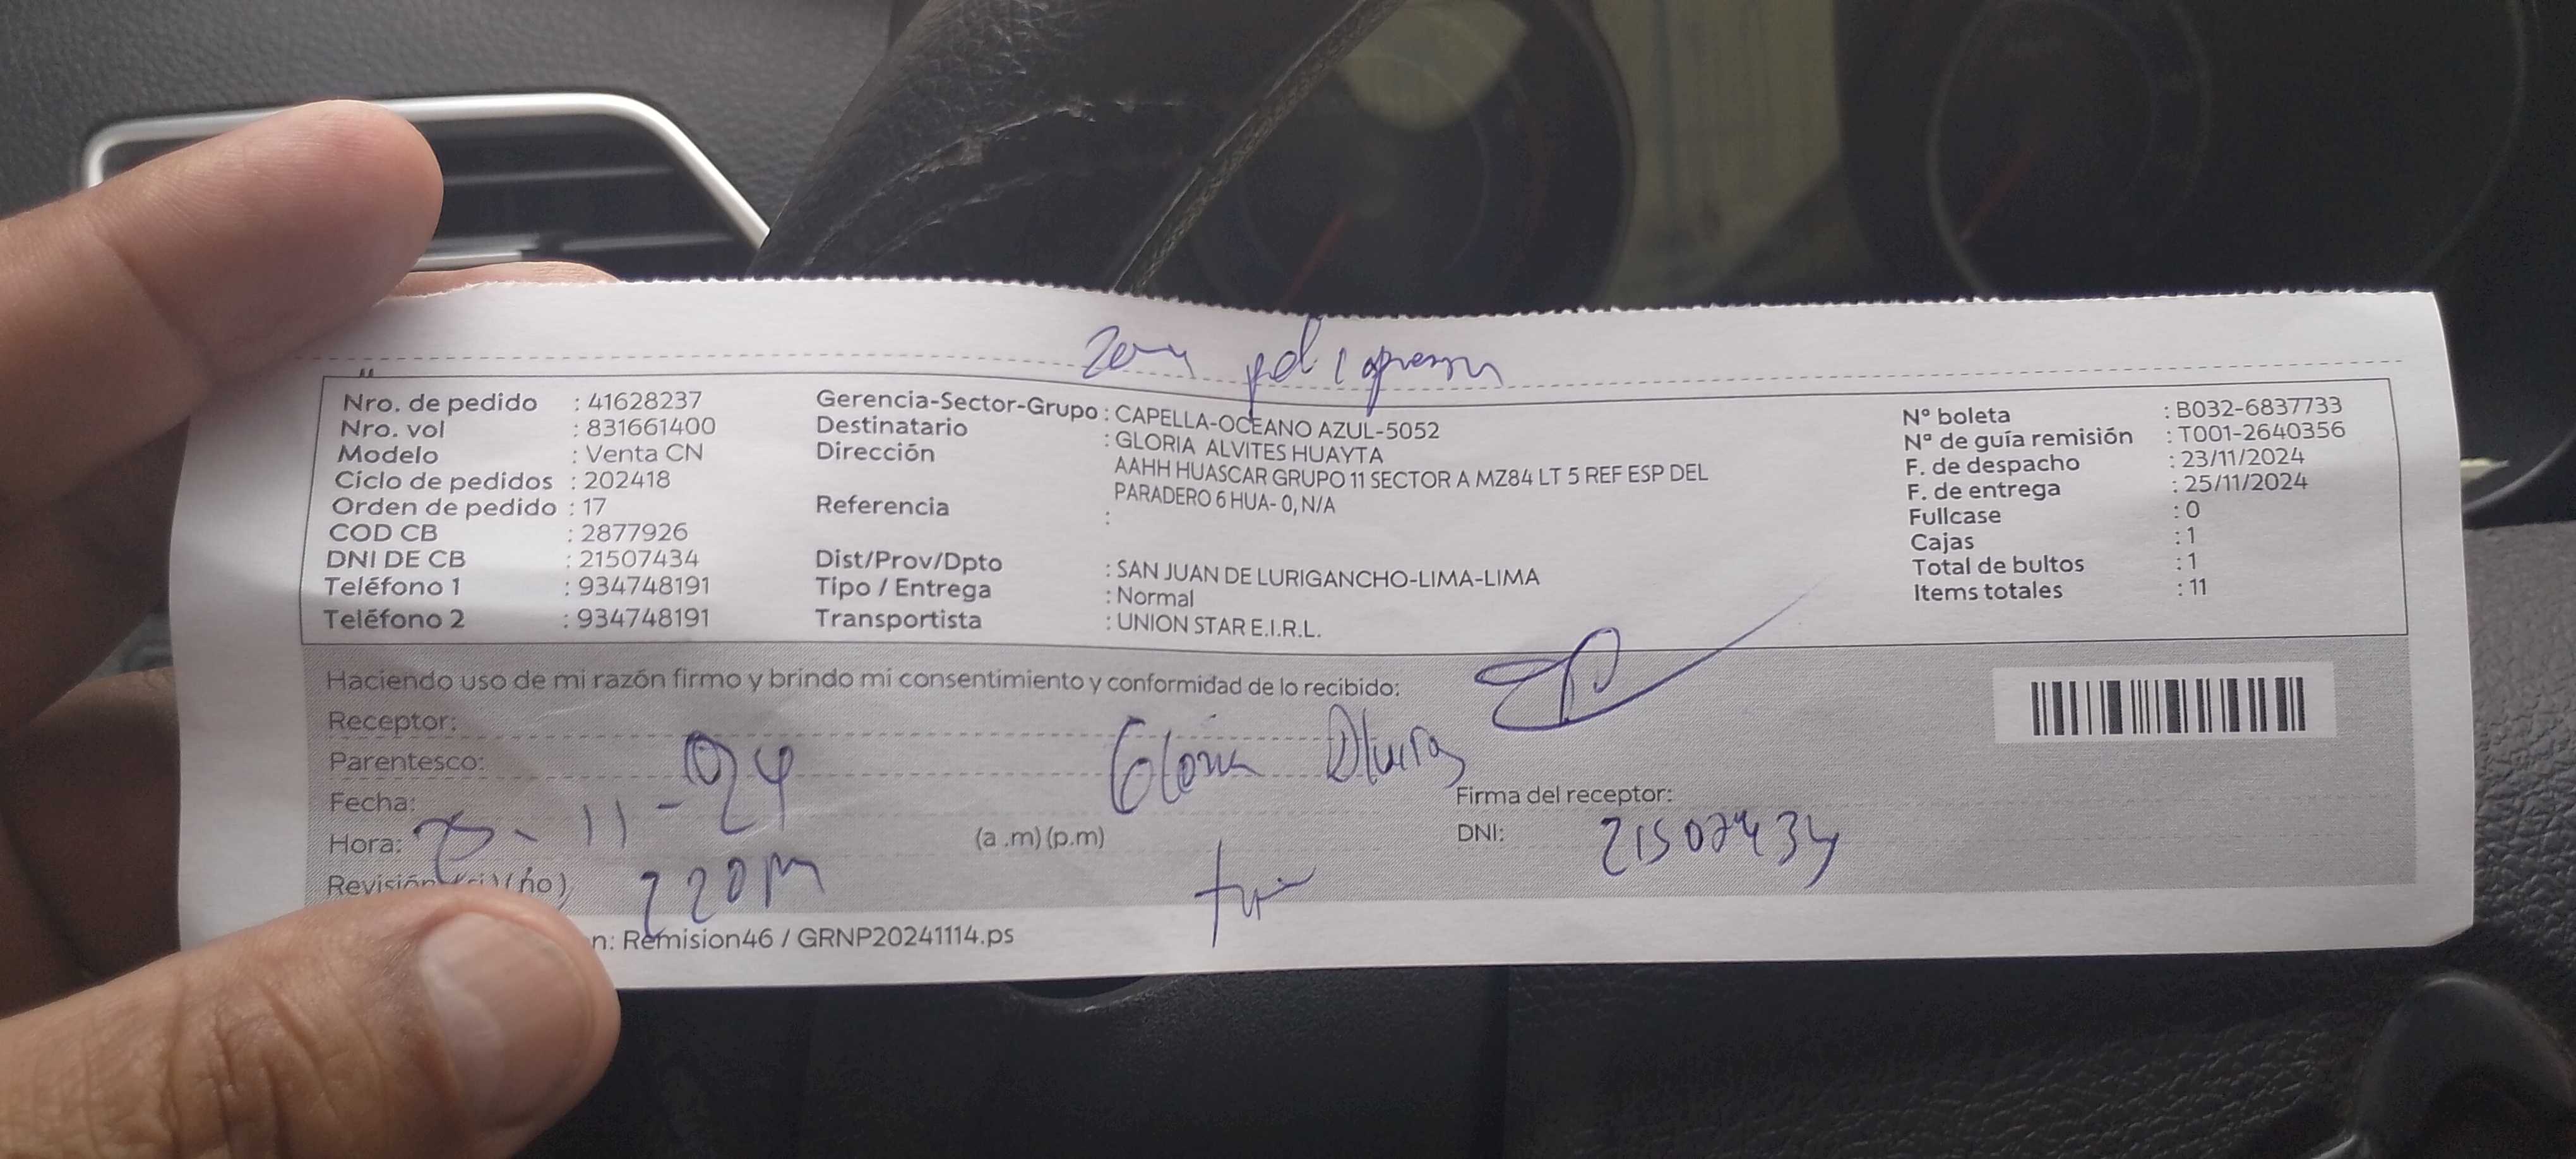 Nro. de pedido : 41628237
Nro. vol : 831661400
Modelo : Venta CN
Ciclo de pedidos : 202418
Orden de pedido : 17
COD CB : 2877926
DNI DE CB : 21507434
Teléfono 1 : 934748191
Teléfono 2 : 934748191
Gerencia-Sector-Grupo : CAPELLA-OCEANO AZUL-5052
Destinatario : GLORIA ALVITES HUAYTA
Dirección AAHH HUASCAR GRUPO 11 SECTOR A MZ84 LT 5 REF ESP DEL
PARADERO 6 HUA- 0, N/A
Referencia :
Dist/Prov/Dpto : SAN JUAN DE LURIGANCHO-LIMA-LIMA
Tipo / Entrega : Normal
Transportista : UNION STAR E.I.R.L.
N° boleta : B032-6837733
N° de guía remisión : T001-2640356
F. de despacho : 23/11/2024
F. de entrega : 25/11/2024
Fullcase : 0
Cajas : 1
Total de bultos : 1
Items totales : 11
Haciendo uso de mi razón firmo y brindo mi consentimiento y conformidad de lo recibido:
Receptor:
Parentesco:
Fecha: 11-24
Hora: 220 pm (a .m) (p.m)
Revisión (si) (no)
Gloria
Firma del receptor:
DNI: 21507434
n: Remision46 / GRNP20241114.ps